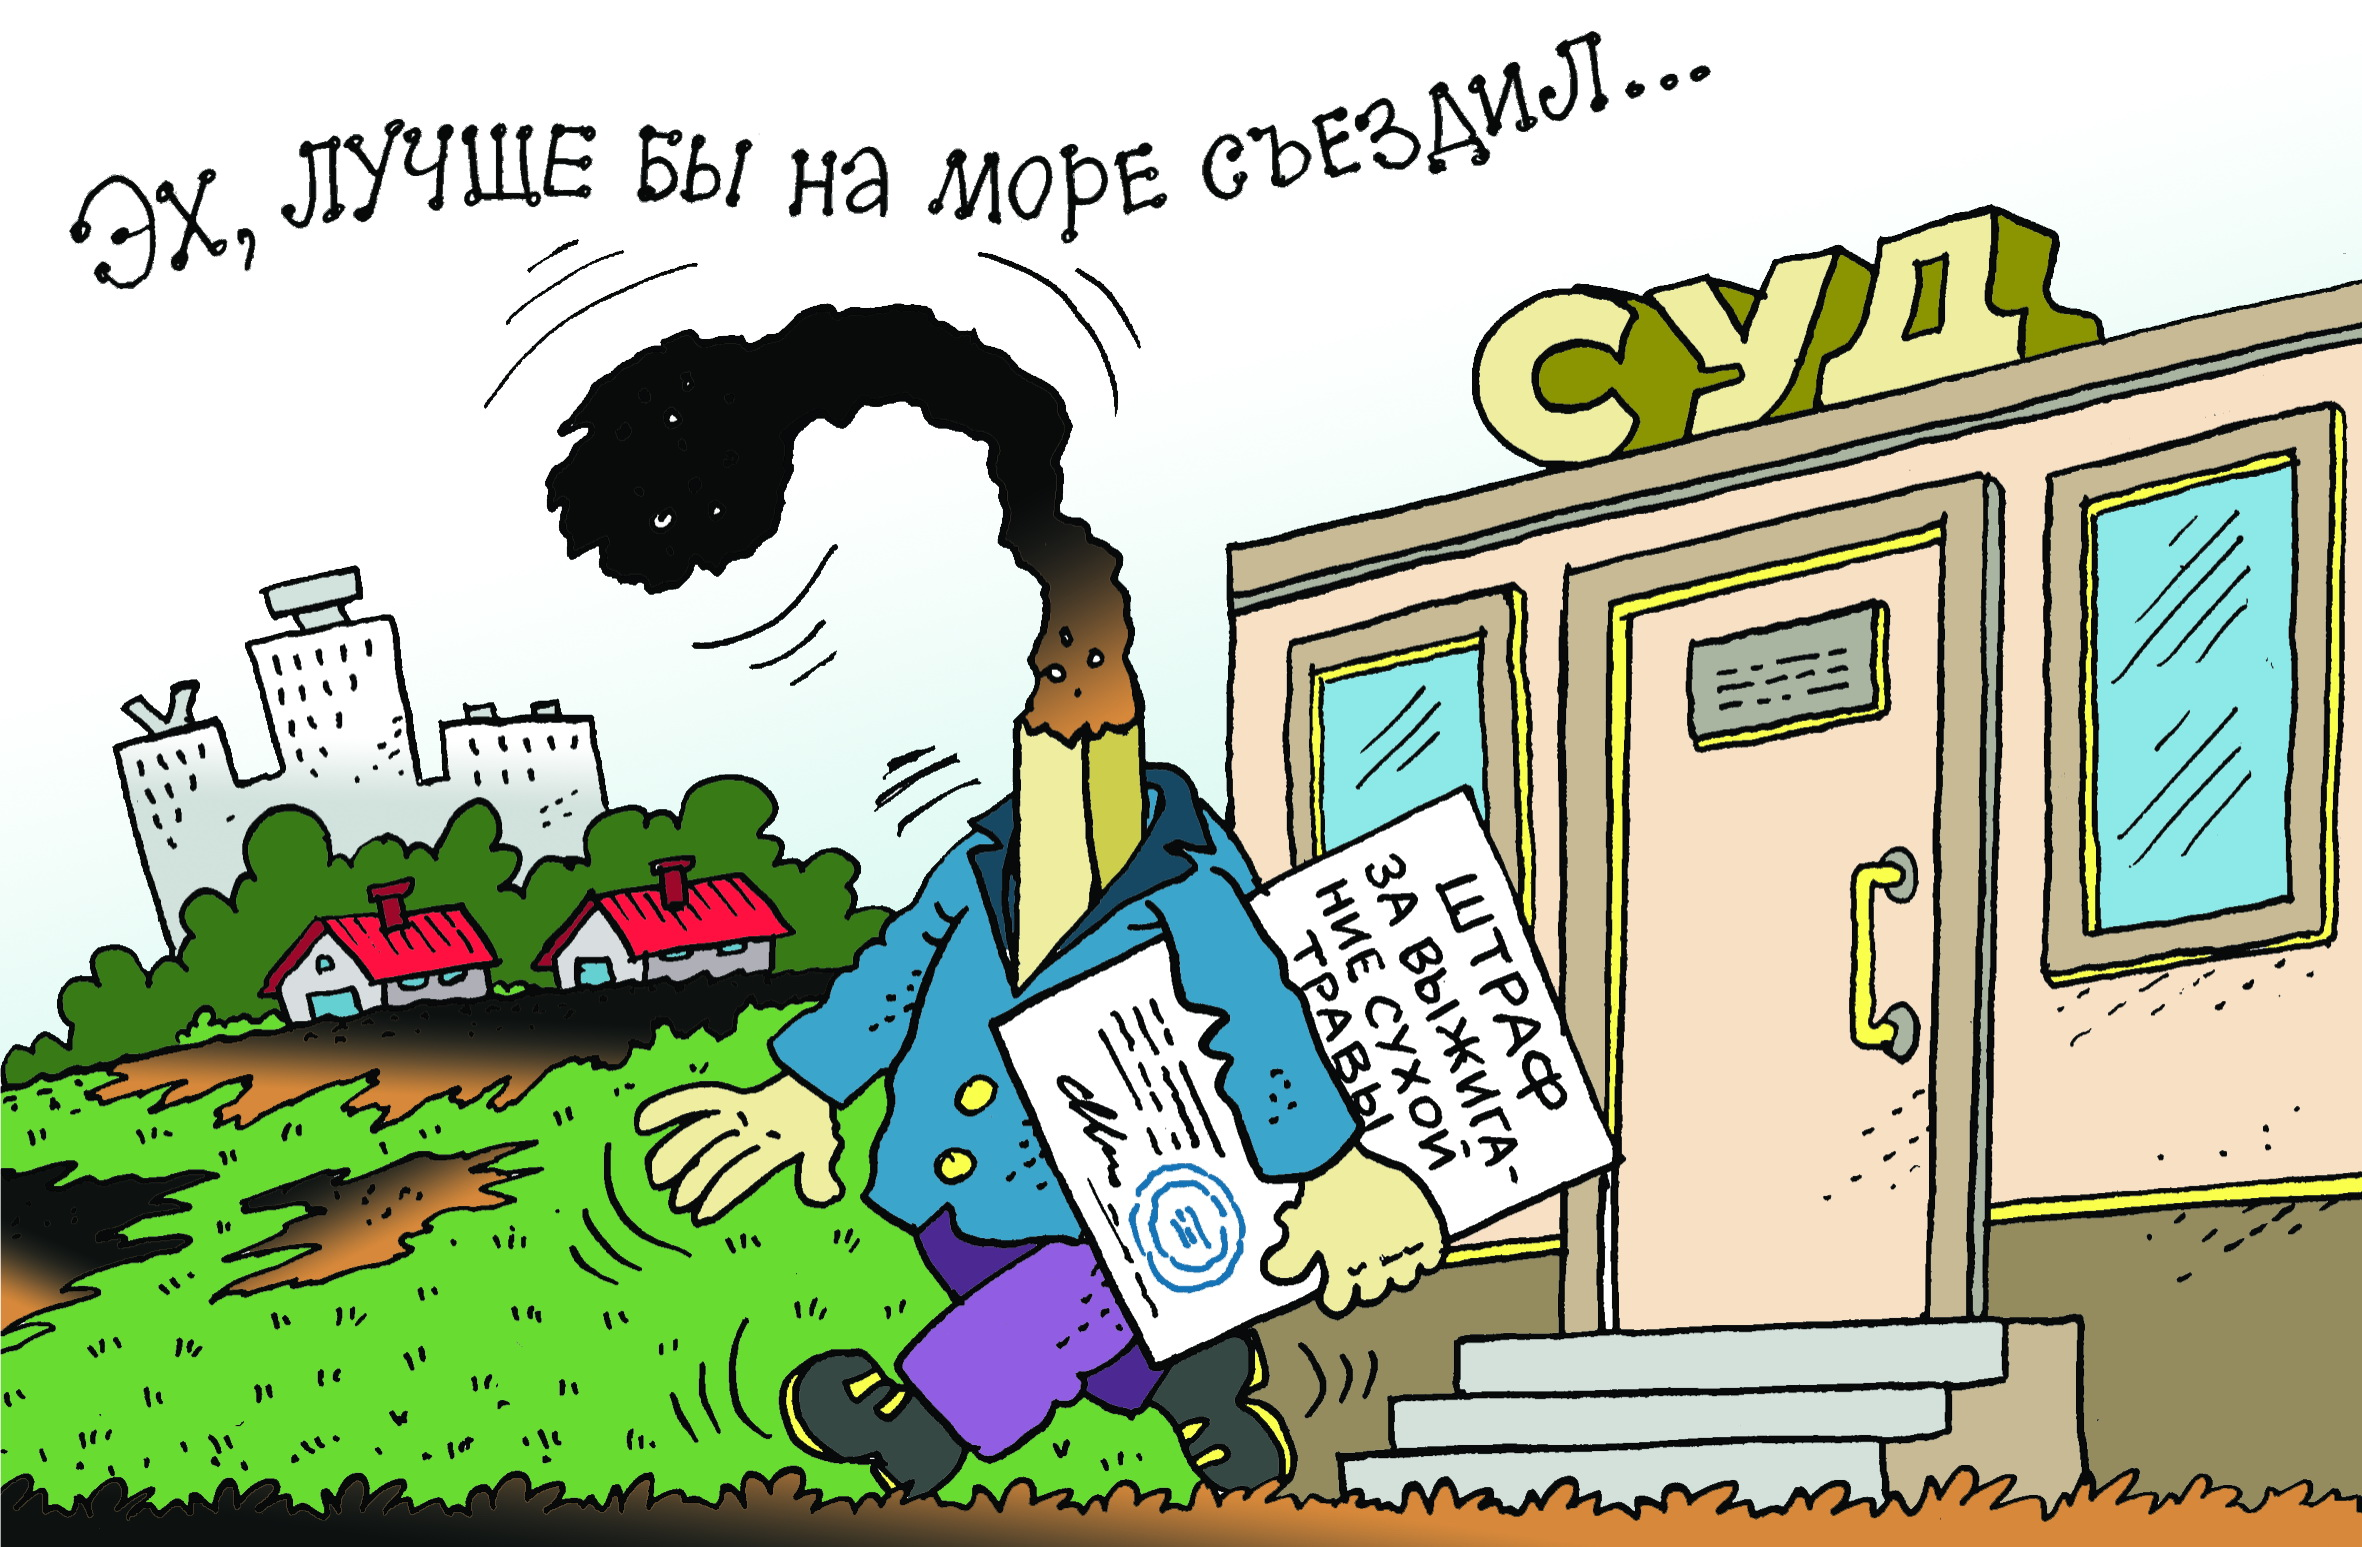 Эх, лучше бы на море съездил...
СУД
ШТРАФ
ЗА ВЫЖИГА-
НИЕ СУХОЙ
ТРАВЫ